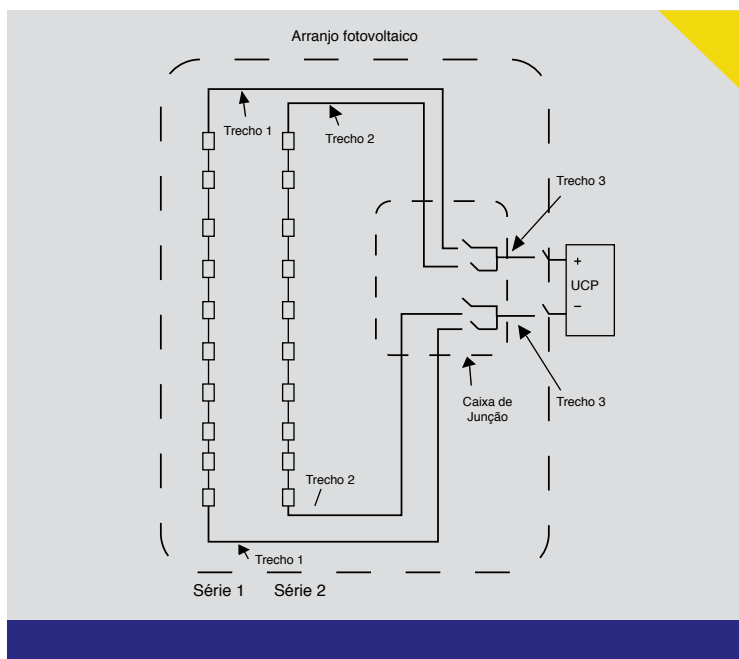 Arranjo fotovoltaico
Trecho 1
Trecho 2
Trecho 3
+
UCP
−
Caixa de
Junção
Trecho 3
Trecho 2
Trecho 1
Série 1
Série 2